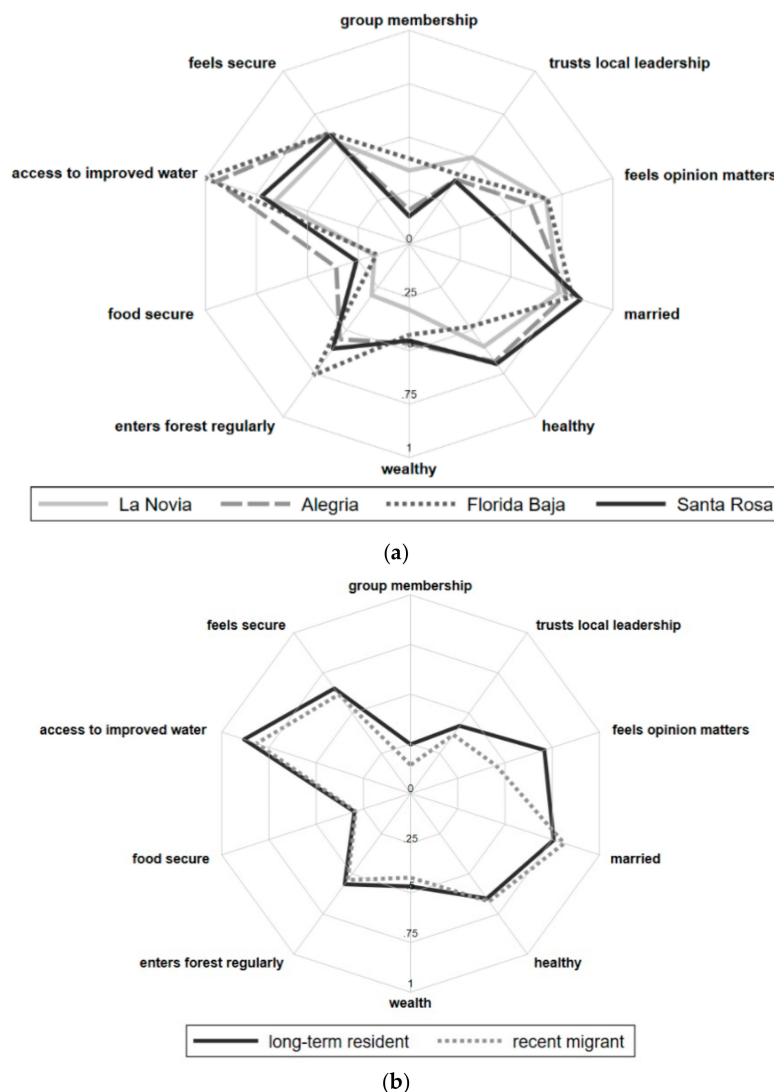 group membership
feels secure
trusts local leadership
access to improved water
feels opinion matters
0
food secure
.25
married
enters forest regularly
.75
healthy
1
wealthy
La Novia Alegria Florida Baja Santa Rosa
(a)
group membership
feels secure
trusts local leadership
access to improved water
feels opinion matters
0
food secure
.25
married
enters forest regularly
.75
healthy
1
wealth
long-term resident recent migrant
(b)